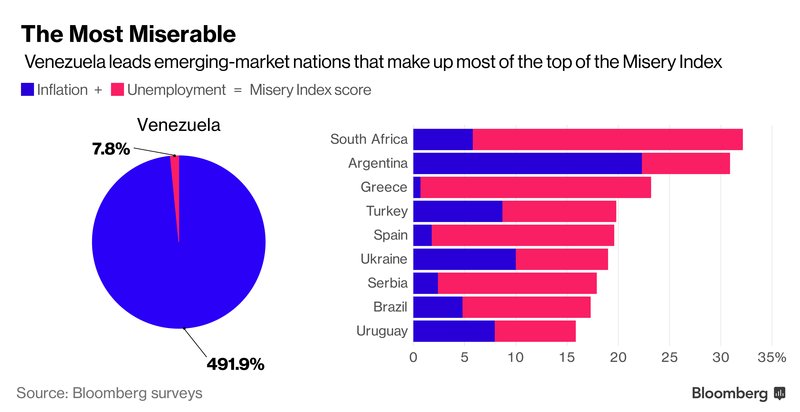 The Most Miserable
Venezuela leads emerging-market nations that make up most of the top of the Misery Index
Inflation + Unemployment = Misery Index score
Venezuela
7.8%
491.9%
South Africa
Argentina
Greece
Turkey
Spain
Ukraine
Serbia
Brazil
Uruguay
0 5 10 15 20 25 30 35%
Source: Bloomberg surveys
Bloomberg